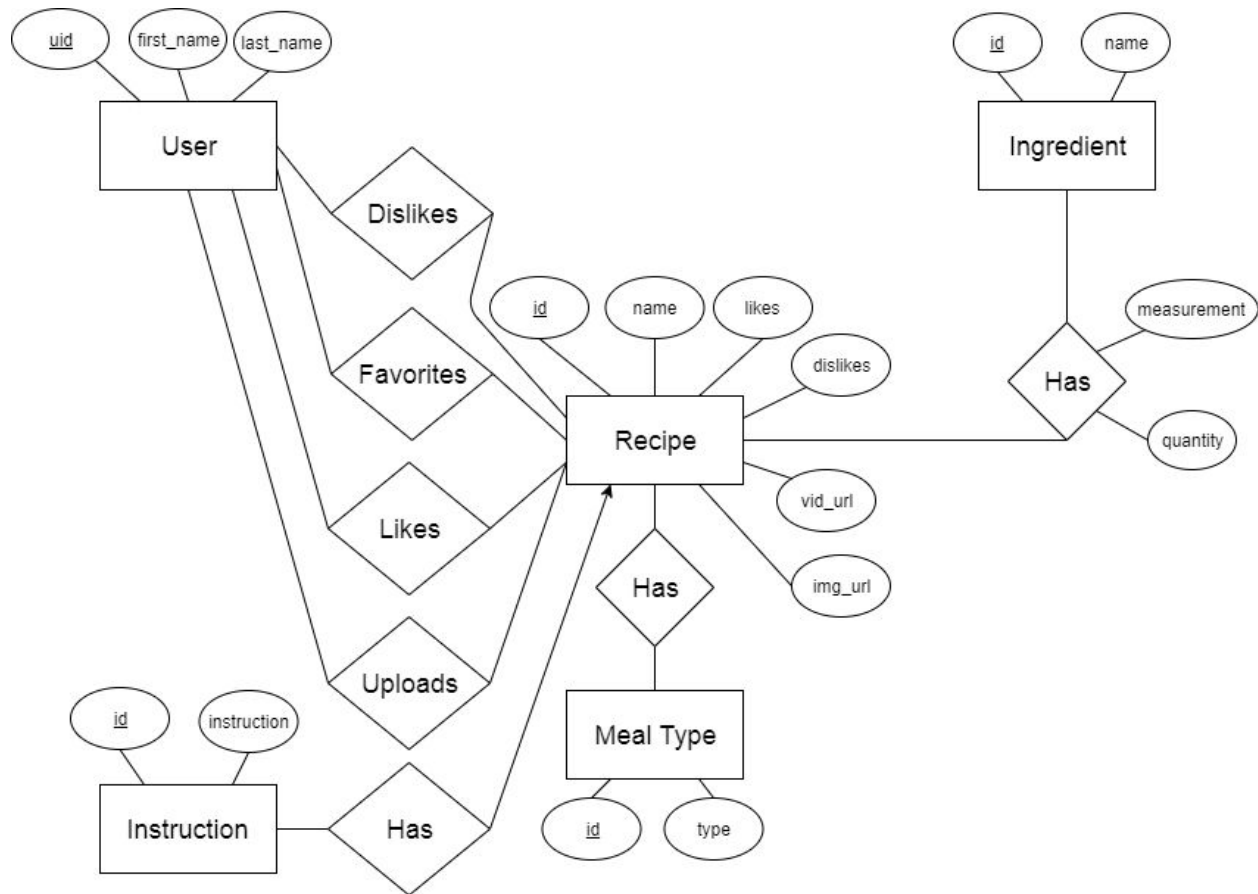 uid
first_name
last_name
User
id
name
Ingredient
Dislikes
Favorites
Likes
Uploads
id
name
likes
dislikes
Recipe
vid_url
img_url
measurement
Has
quantity
Has
Meal Type
id
type
id
instruction
Instruction
Has